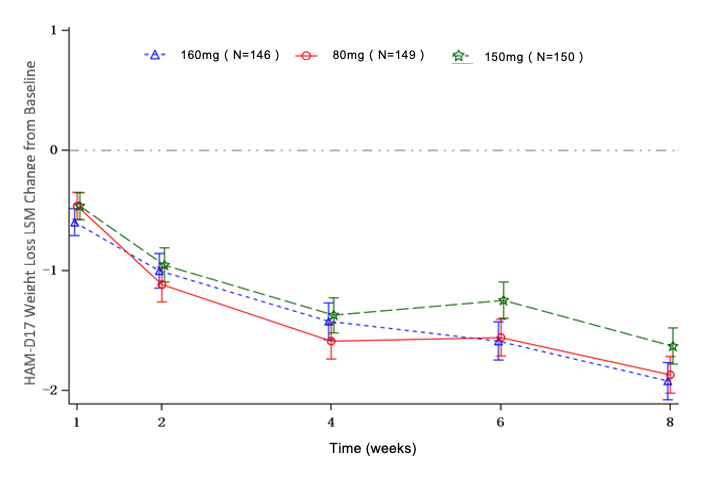 160mg ( N=146 ) 80mg ( N=149 ) 150mg ( N=150 )
HAM-D17 Weight Loss LSM Change from Baseline
1
0
−1
−2
1 2 4 6 8
Time (weeks)